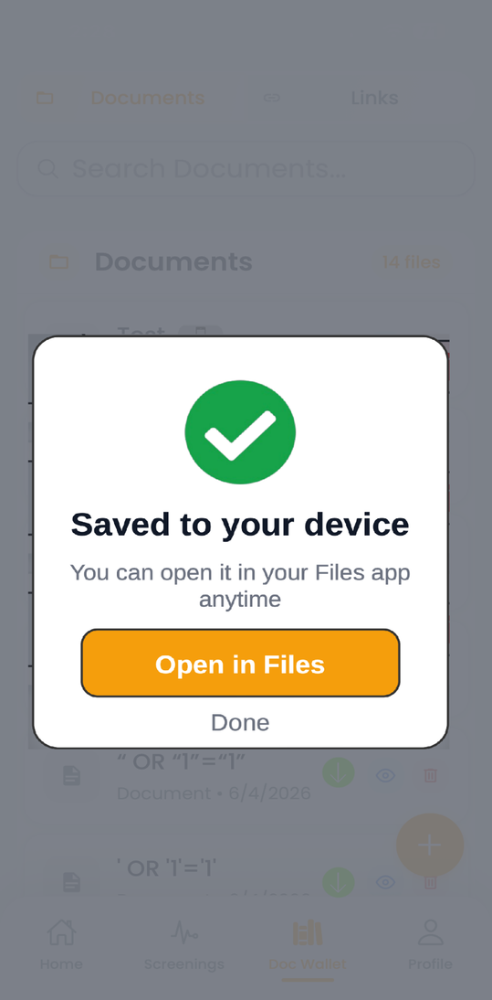 Documents
Links
Search Documents...
Documents
14 files
Test
Saved to your device
You can open it in your Files app
anytime
Open in Files
Done
“ OR “1”=“1”
Document • 6/4/2026
' OR '1'='1'
Home
Screenings
Doc Wallet
Profile